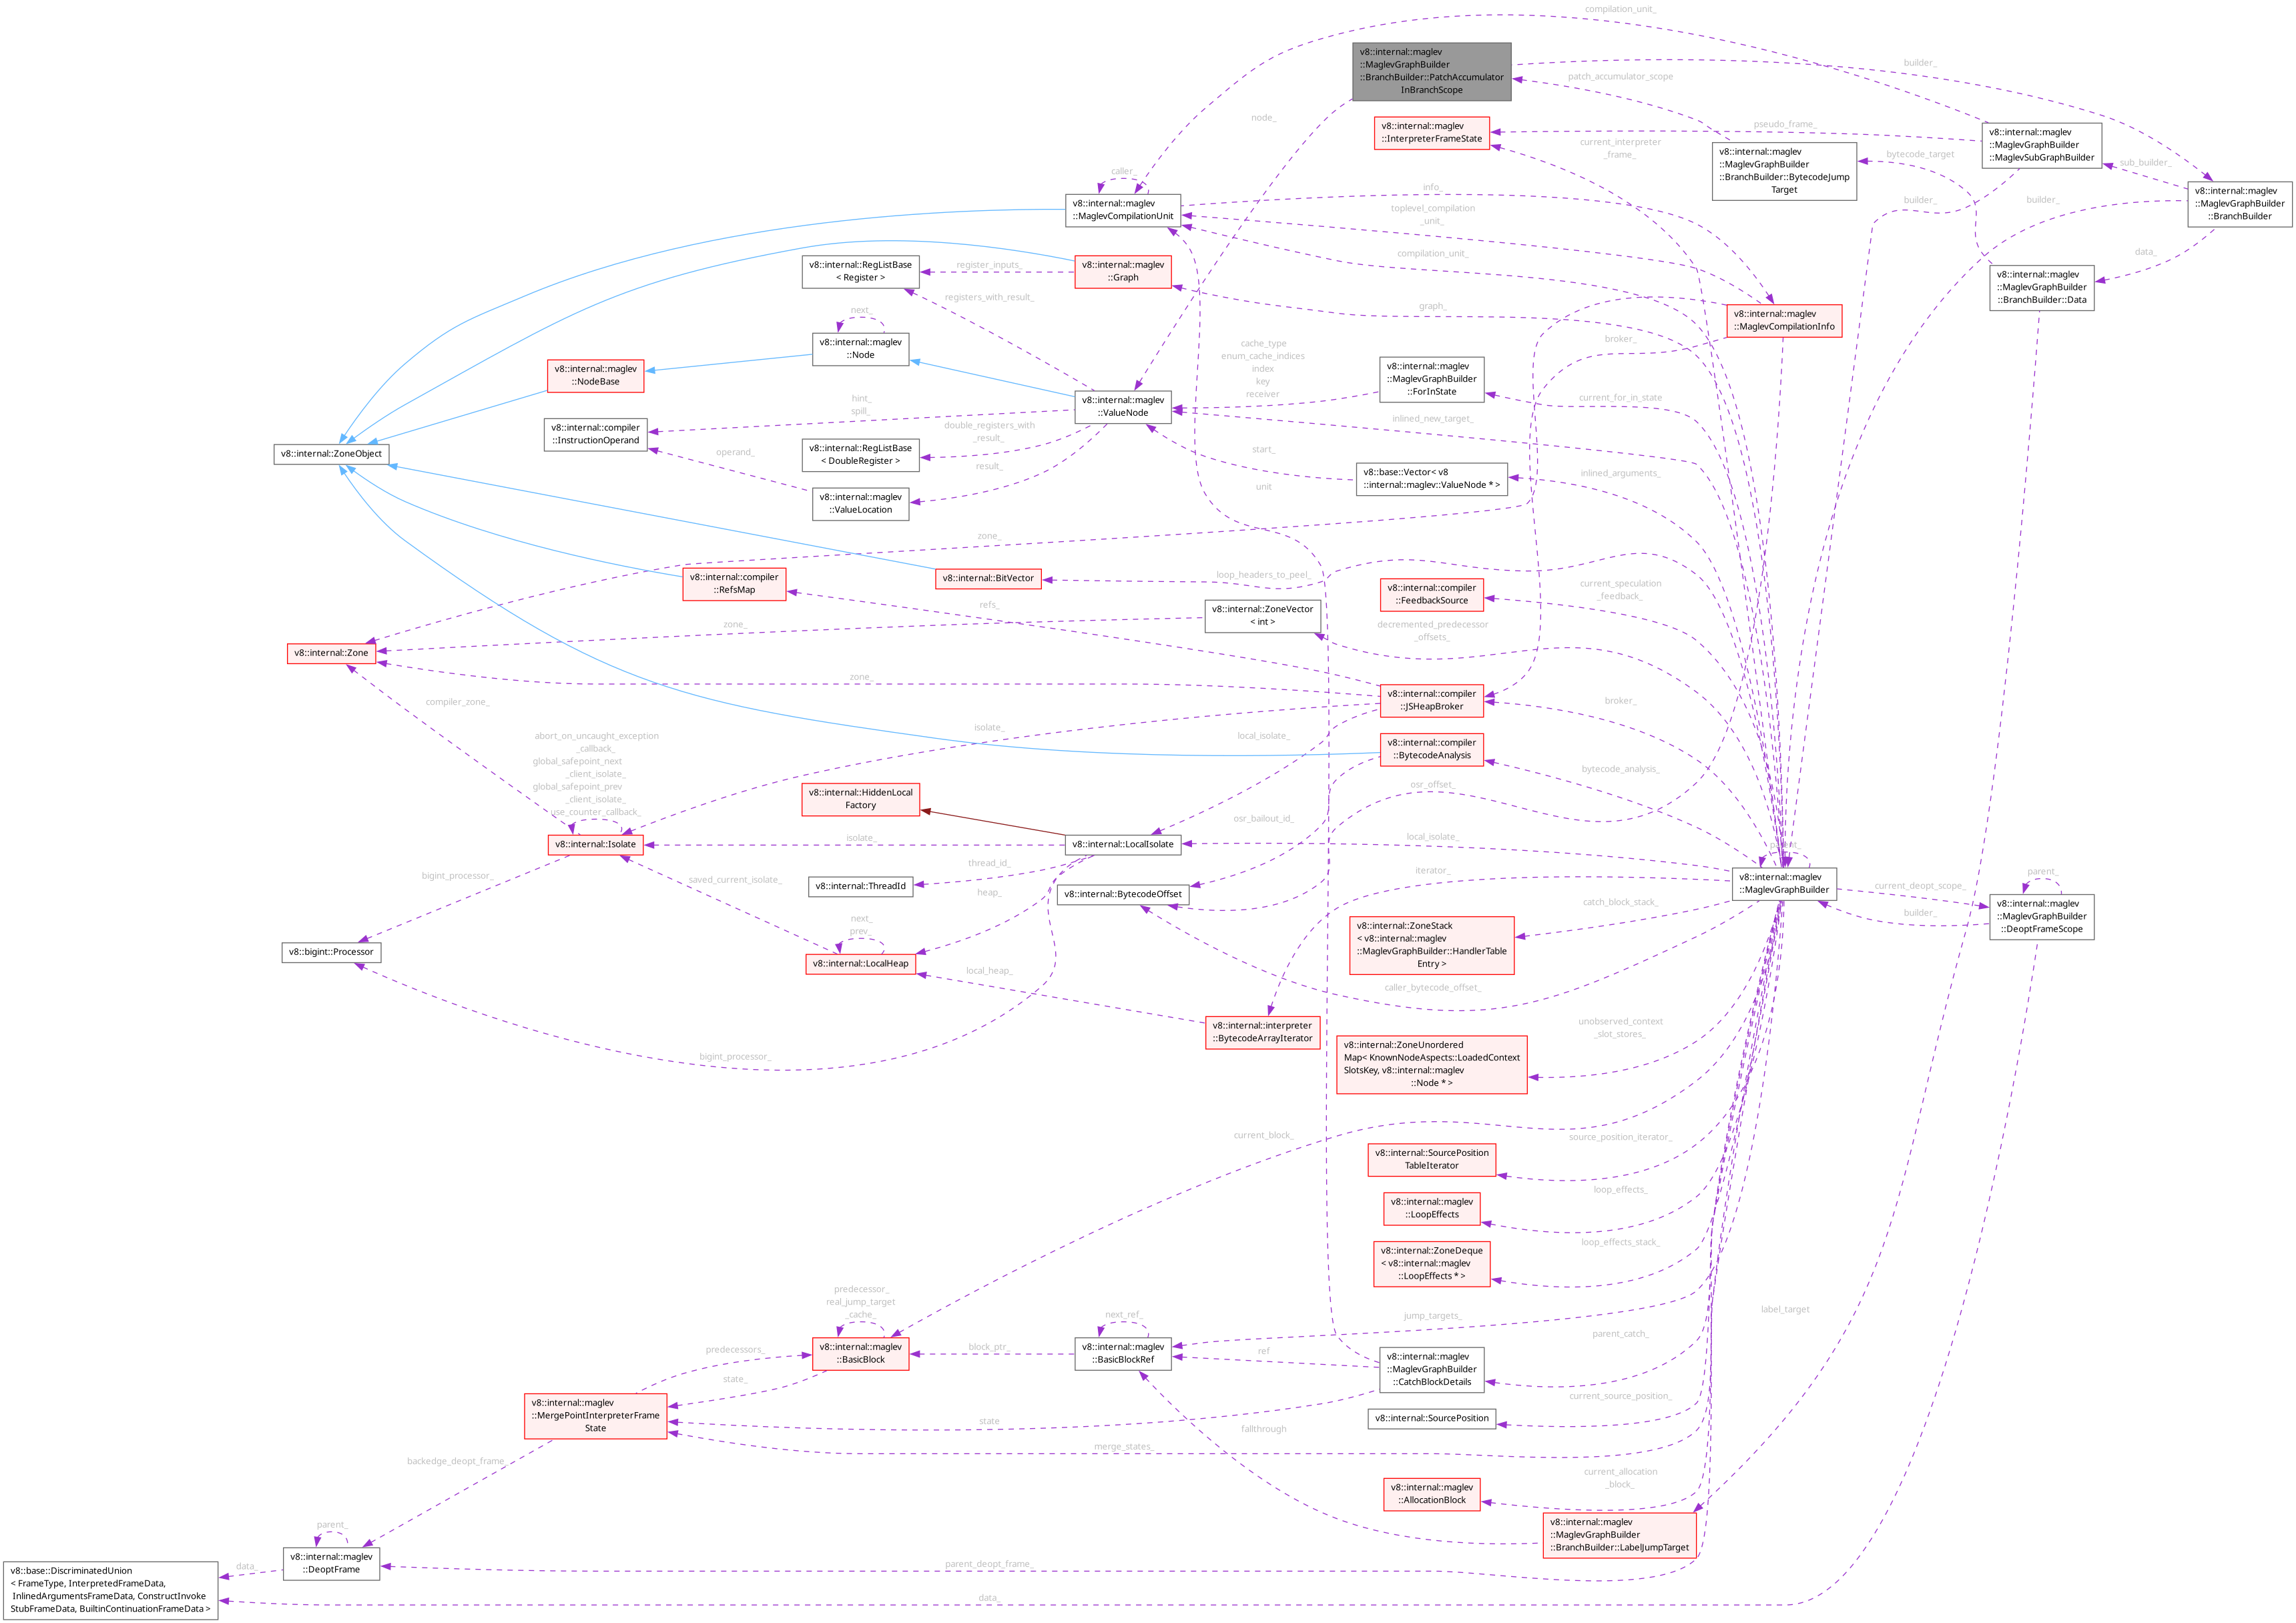 compilation_unit_
v8::internal::maglev
::MaglevGraphBuilder
::BranchBuilder::PatchAccumulator
InBranchScope
builder_
patch_accumulator_scope
node_
v8::internal::maglev
::InterpreterFrameState
pseudo_frame_
current_interpreter
_frame_
v8::internal::maglev
::MaglevGraphBuilder
::BranchBuilder::BytecodeJump
Target
bytecode_target
v8::internal::maglev
::MaglevGraphBuilder
::MaglevSubGraphBuilder
sub_builder_
v8::internal::maglev
::MaglevGraphBuilder
::BranchBuilder
caller_
v8::internal::maglev
::MaglevCompilationUnit
info_
toplevel_compilation
_unit_
compilation_unit_
builder_
builder_
data_
v8::internal::maglev
::MaglevGraphBuilder
::BranchBuilder::Data
v8::internal::RegListBase
< Register >
register_inputs_
v8::internal::maglev
::Graph
registers_with_result_
graph_
v8::internal::maglev
::MaglevCompilationInfo
broker_
next_
v8::internal::maglev
::Node
v8::internal::maglev
::NodeBase
cache_type
enum_cache_indices
index
key
receiver
v8::internal::maglev
::MaglevGraphBuilder
::ForInState
current_for_in_state
v8::internal::maglev
::ValueNode
hint_
spill_
inlined_new_target_
v8::internal::compiler
::InstructionOperand
double_registers_with
_result_
v8::internal::RegListBase
< DoubleRegister >
v8::internal::ZoneObject
operand_
result_
start_
v8::base::Vector< v8
::internal::maglev::ValueNode * >
inlined_arguments_
v8::internal::maglev
::ValueLocation
unit
zone_
v8::internal::compiler
::RefsMap
v8::internal::BitVector
loop_headers_to_peel_
v8::internal::compiler
::FeedbackSource
current_speculation
_feedback_
refs_
v8::internal::ZoneVector
< int >
decremented_predecessor
_offsets_
zone_
v8::internal::Zone
zone_
v8::internal::compiler
::JSHeapBroker
broker_
compiler_zone_
isolate_
local_isolate_
v8::internal::compiler
::BytecodeAnalysis
bytecode_analysis_
abort_on_uncaught_exception
_callback_
global_safepoint_next
_client_isolate_
global_safepoint_prev
_client_isolate_
use_counter_callback_
v8::internal::HiddenLocal
Factory
osr_offset_
osr_bailout_id_
v8::internal::Isolate
isolate_
v8::internal::LocalIsolate
local_isolate_
parent_
bigint_processor_
saved_current_isolate_
thread_id_
v8::internal::ThreadId
heap_
v8::internal::BytecodeOffset
iterator_
v8::internal::maglev
::MaglevGraphBuilder
current_deopt_scope_
parent_
builder_
v8::internal::maglev
::MaglevGraphBuilder
::DeoptFrameScope
catch_block_stack_
v8::internal::ZoneStack
< v8::internal::maglev
::MaglevGraphBuilder::HandlerTable
Entry >
v8::bigint::Processor
next_
prev_
v8::internal::LocalHeap
local_heap_
caller_bytecode_offset_
v8::internal::interpreter
::BytecodeArrayIterator
bigint_processor_
v8::internal::ZoneUnordered
Map< KnownNodeAspects::LoadedContext
SlotsKey, v8::internal::maglev
::Node * >
unobserved_context
_slot_stores_
current_block_
v8::internal::SourcePosition
TableIterator
source_position_iterator_
v8::internal::maglev
::LoopEffects
loop_effects_
v8::internal::ZoneDeque
< v8::internal::maglev
::LoopEffects * >
loop_effects_stack_
predecessor_
real_jump_target
_cache_
next_ref_
jump_targets_
label_target
predecessors_
v8::internal::maglev
::BasicBlock
block_ptr_
v8::internal::maglev
::BasicBlockRef
ref
v8::internal::maglev
::MaglevGraphBuilder
::CatchBlockDetails
parent_catch_
state_
v8::internal::maglev
::MergePointInterpreterFrame
State
state
v8::internal::SourcePosition
current_source_position_
fallthrough
merge_states_
backedge_deopt_frame
v8::internal::maglev
::AllocationBlock
current_allocation
_block_
v8::internal::maglev
::MaglevGraphBuilder
::BranchBuilder::LabelJumpTarget
parent_
v8::internal::maglev
::DeoptFrame
parent_deopt_frame_
data_
v8::base::DiscriminatedUnion
< FrameType, InterpretedFrameData,
InlinedArgumentsFrameData, ConstructInvoke
StubFrameData, BuiltinContinuationFrameData >
data_